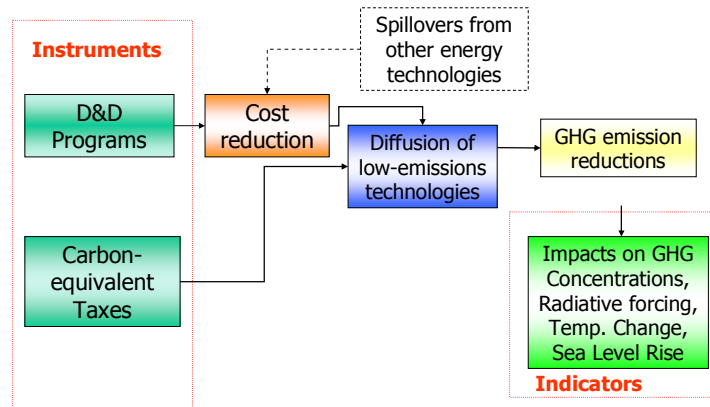 Instruments
Spillovers from
other energy
technologies
D&D
Programs
Cost
reduction
Diffusion of
low-emissions
technologies
GHG emission
reductions
Carbon-
equivalent
Taxes
Impacts on GHG
Concentrations,
Radiative forcing,
Temp. Change,
Sea Level Rise
Indicators